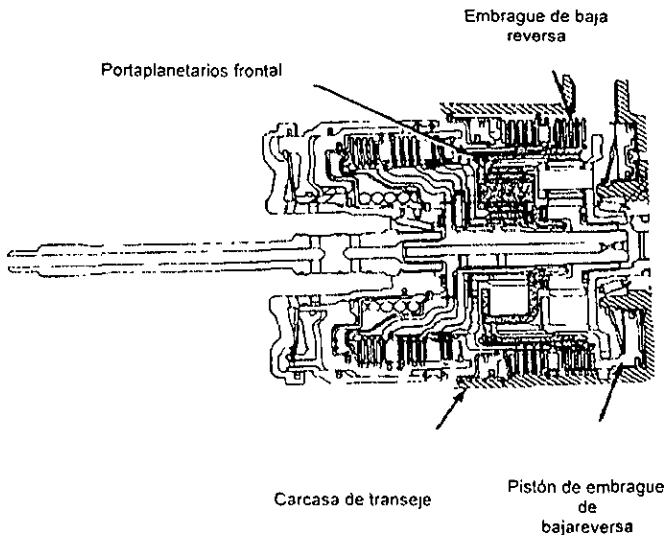 Embrague de baja
reversa
Portaplanetarios frontal
Carcasa de transeje
Pistón de embrague
de
bajareversa